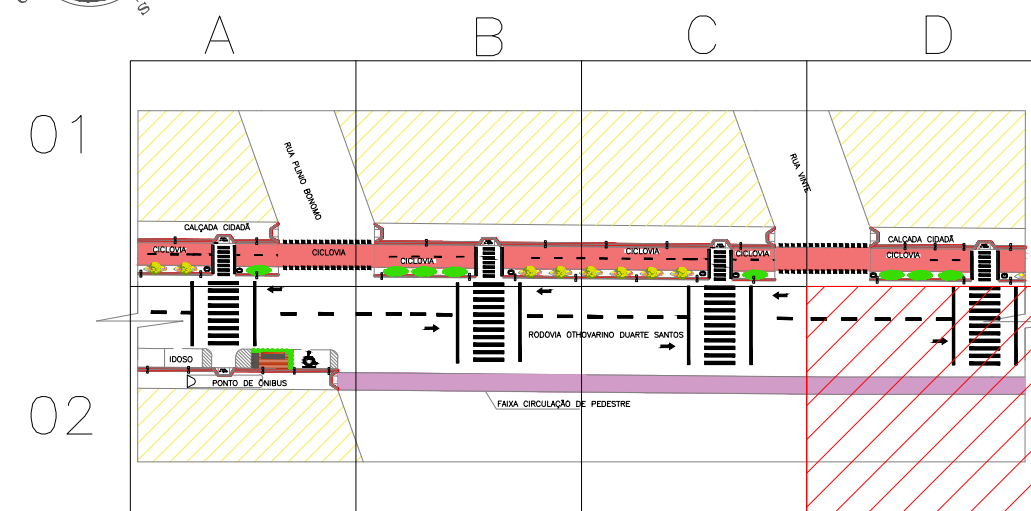 S
A B C D
01
RUA PLINIO BONOMO
RUA VINTE
CALÇADA CIDADÃ
CALÇADA CIDADÃ
CICLOVIA
CICLOVIA
CICLOVIA
CICLOVIA
CICLOVIA
CICLOVIA
RODOVIA OTHOVARINO DUARTE SANTOS
IDOSO
PONTO DE ÔNIBUS
FAIXA CIRCULAÇÃO DE PEDESTRE
02